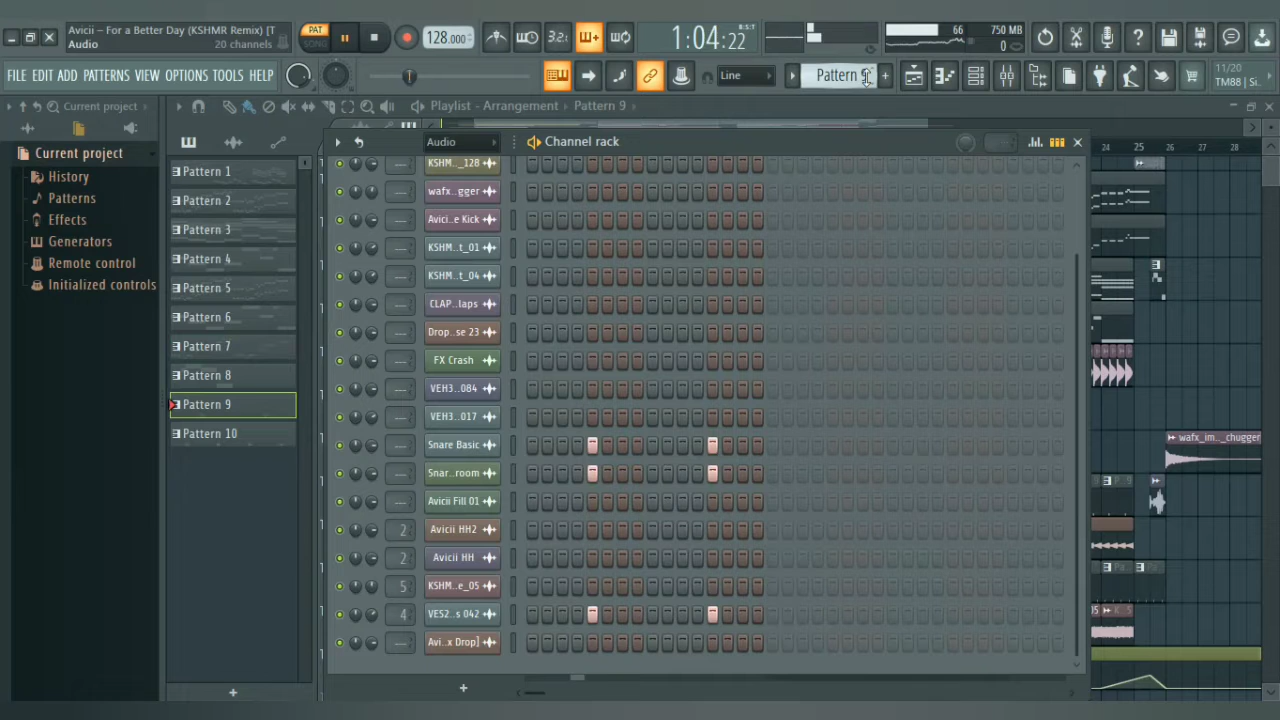 Avicii – For a Better Day (KSHMR Remix) [T
Audio 20 channels
PAT
SONG
128.000
3.2.
1:04:22
B:S:T
66
750 MB
0
FILE EDIT ADD PATTERNS VIEW OPTIONS TOOLS HELP
Line
Pattern 9
11/20
TM88 | St..
Current project
Playlist - Arrangement › Pattern 9 ›
Current project
History
Patterns
Effects
Generators
Remote control
Initialized controls
Pattern 1
Pattern 2
Pattern 3
Pattern 4
Pattern 5
Pattern 6
Pattern 7
Pattern 8
Pattern 9
Pattern 10
Audio
Channel rack
KSHM.._12B
wafx..gger
Avici..e Kick
KSHM..t_01
KSHM..t_04
CLAP..laps
Drop..se 23
FX Crash
VEH3..084
VEH3..017
Snare Basic
Snar..room
Avicii Fill 01
2 Avicii HH2
2 Avicii HH
5 KSHM..e_05
4 VES2..s 042
Avi..x Drop]
24 25 26 27 28
wafx_im.._chugger